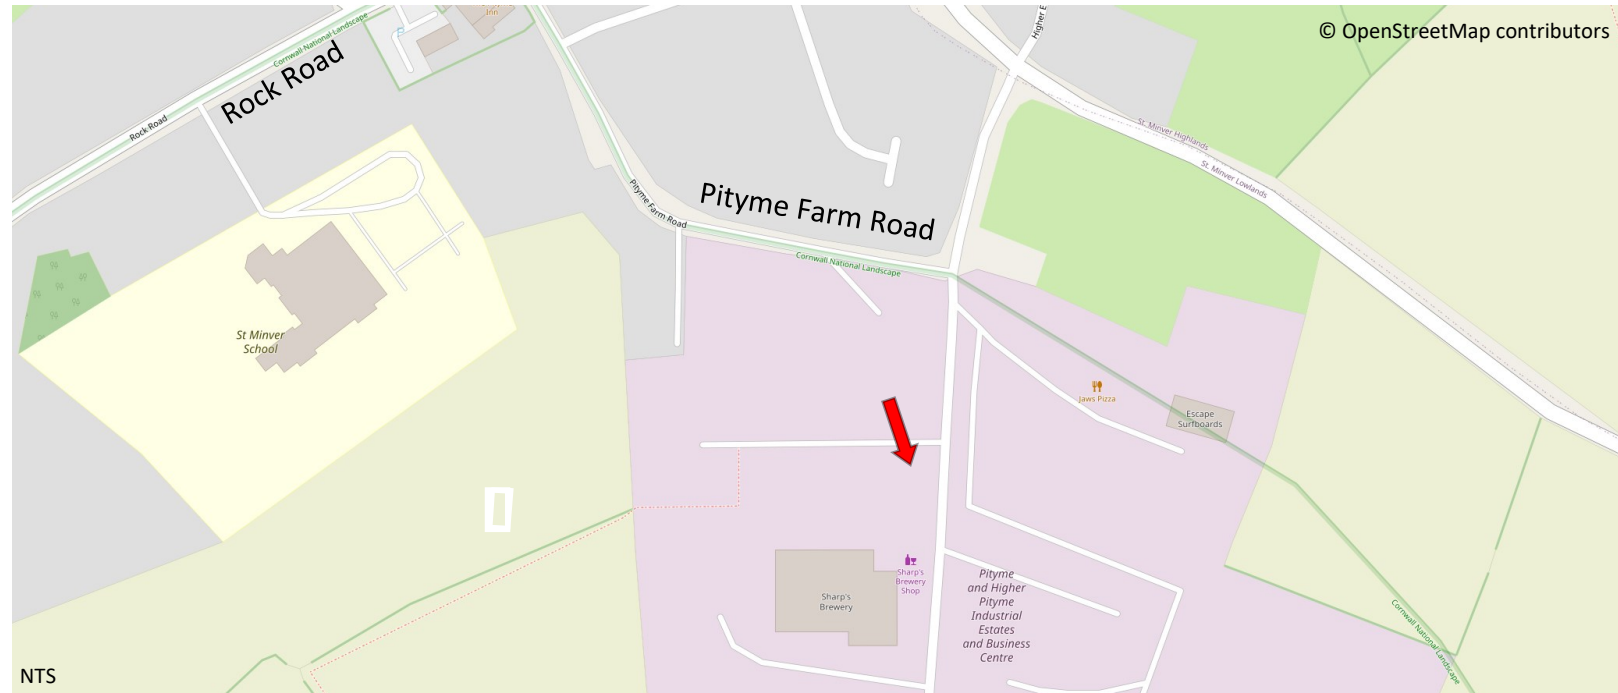 Inn
Cornwall National Landscape
Rock Road
Rock Road
P
Higher
© OpenStreetMap contributors
St. Minver Highlands
St. Minver Lowlands
Pityme Farm Road
Pityme Farm Road
Cornwall National Landscape
St Minver
School
Jaws Pizza
Escape
Surfboards
Sharp's
Brewery
Shop
Sharp's
Brewery
Pityme
and Higher
Pityme
Industrial
Estates
and Business
Centre
Cornwall National Landscape
NTS